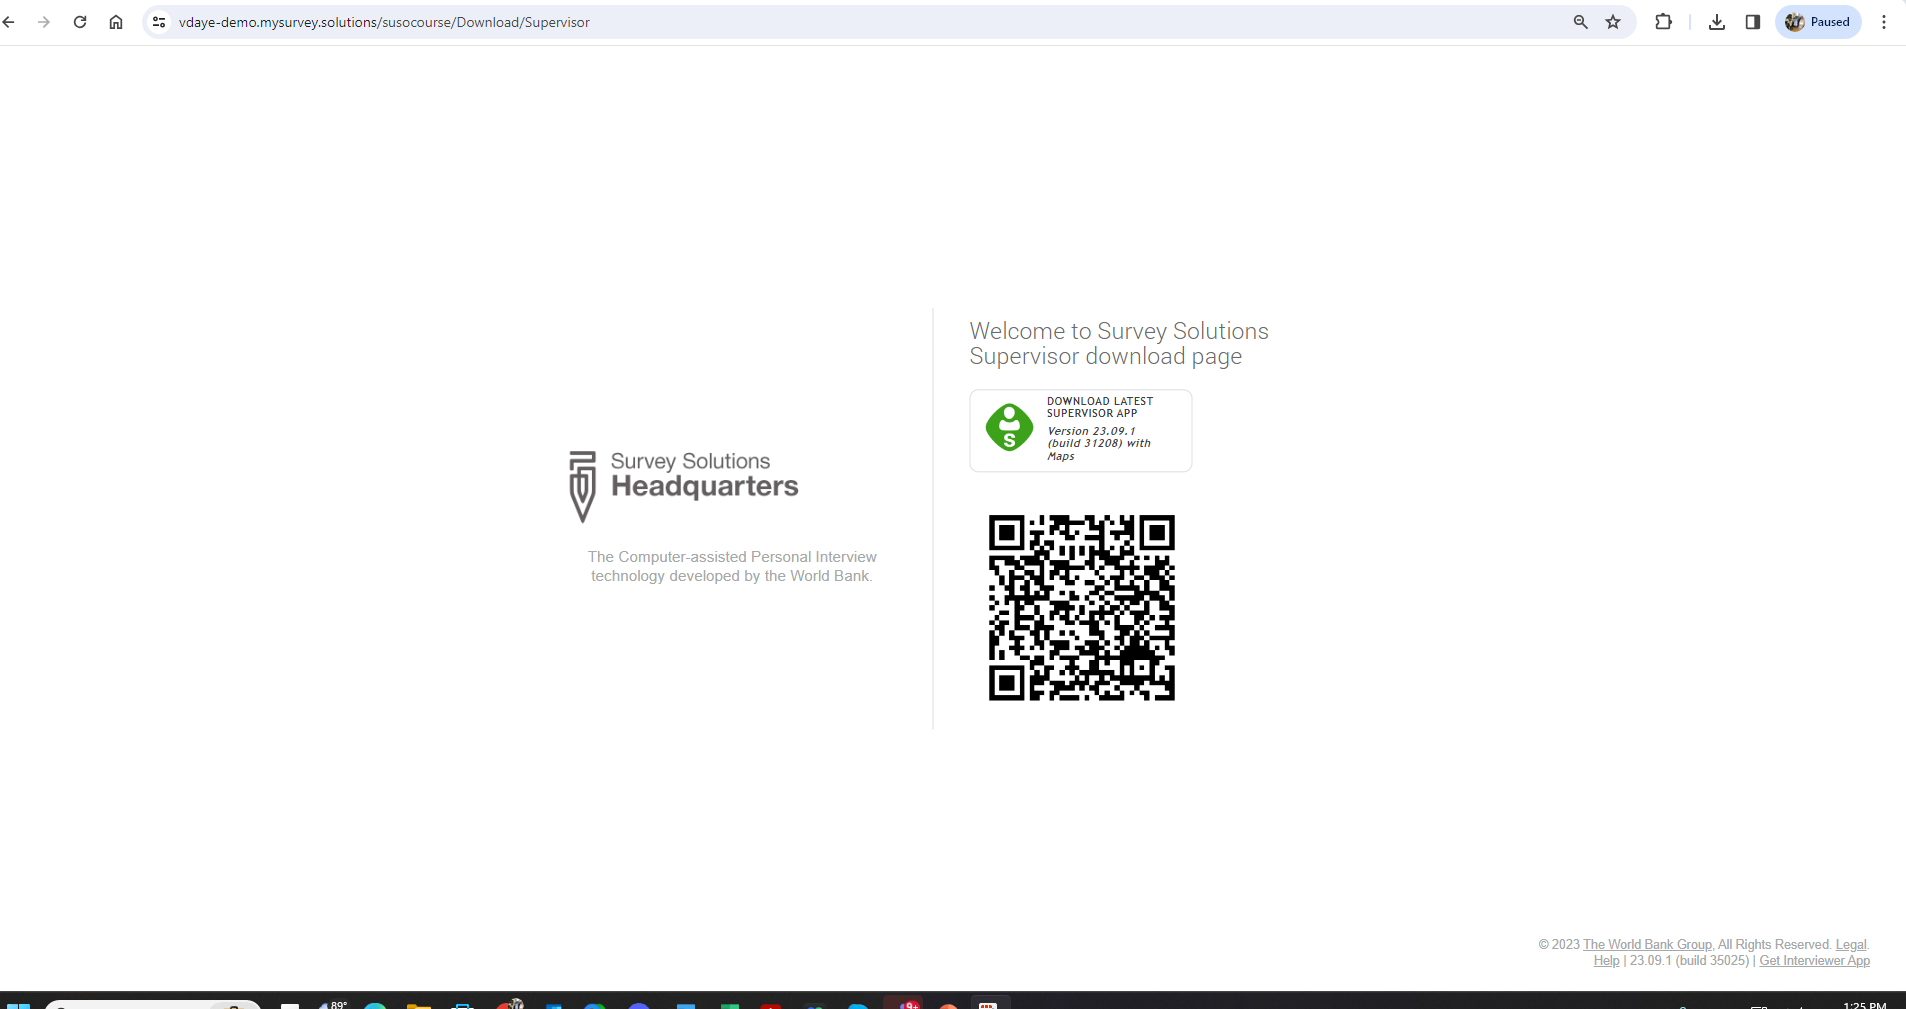 vdaye-demo.mysurvey.solutions/susocourse/Download/Supervisor
Paused
Welcome to Survey Solutions
Supervisor download page
DOWNLOAD LATEST
SUPERVISOR APP
Version 23.09.1
(build 31208) with
Maps
S
Survey Solutions
Headquarters
The Computer-assisted Personal Interview
technology developed by the World Bank.
© 2023 The World Bank Group, All Rights Reserved. Legal.
Help | 23.09.1 (build 35025) | Get Interviewer App
89°
9+
1:25 PM